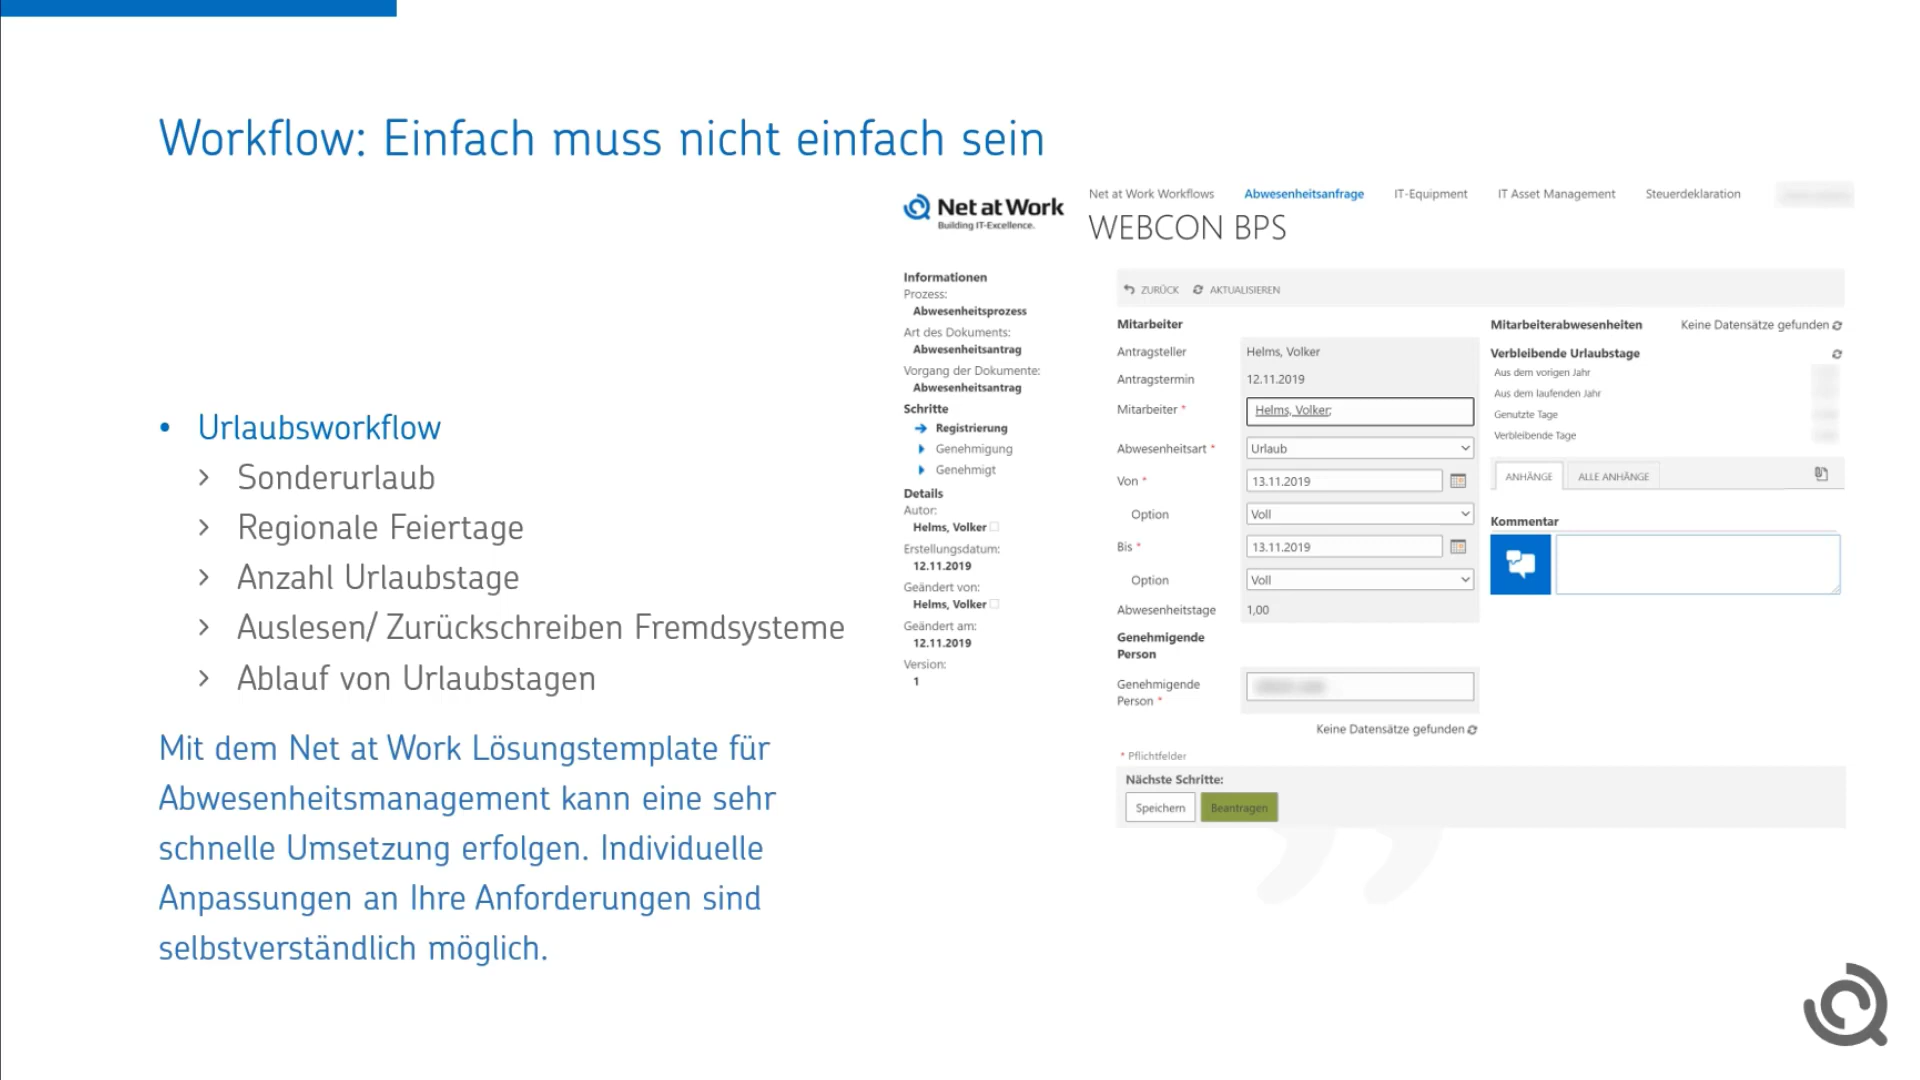 Workflow: Einfach muss nicht einfach sein
• Urlaubsworkflow
› Sonderurlaub
› Regionale Feiertage
› Anzahl Urlaubstage
› Auslesen/ Zurückschreiben Fremdsysteme
› Ablauf von Urlaubstagen
Mit dem Net at Work Lösungstemplate für
Abwesenheitsmanagement kann eine sehr
schnelle Umsetzung erfolgen. Individuelle
Anpassungen an Ihre Anforderungen sind
selbstverständlich möglich.
Net at Work
Building IT-Excellence.
Net at Work Workflows Abwesenheitsanfrage IT-Equipment IT Asset Management Steuerdeklaration
WEBCON BPS
Informationen
Prozess:
Abwesenheitsprozess
Art des Dokuments:
Abwesenheitsantrag
Vorgang der Dokumente:
Abwesenheitsantrag
Schritte
Registrierung
Genehmigung
Genehmigt
Details
Autor:
Helms, Volker
Erstellungsdatum:
12.11.2019
Geändert von:
Helms, Volker
Geändert am:
12.11.2019
Version:
1
ZURÜCK AKTUALISIEREN
Mitarbeiter
Antragsteller Helms, Volker
Antragstermin 12.11.2019
Mitarbeiter * Helms, Volker;
Abwesenheitsart * Urlaub
Von * 13.11.2019
Option Voll
Bis * 13.11.2019
Option Voll
Abwesenheitstage 1,00
Genehmigende
Person
Genehmigende
Person *
Keine Datensätze gefunden
* Pflichtfelder
Nächste Schritte:
Speichern Beantragen
Mitarbeiterabwesenheiten Keine Datensätze gefunden
Verbleibende Urlaubstage
Aus dem vorigen Jahr
Aus dem laufenden Jahr
Genutzte Tage
Verbleibende Tage
ANHÄNGE ALLE ANHÄNGE
Kommentar